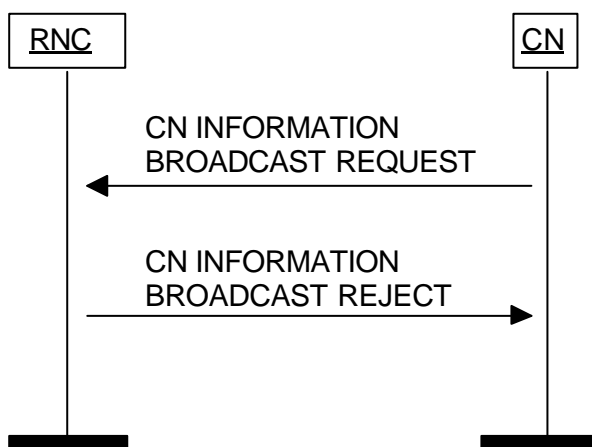 RNC
CN
CN INFORMATION
BROADCAST REQUEST
CN INFORMATION
BROADCAST REJECT